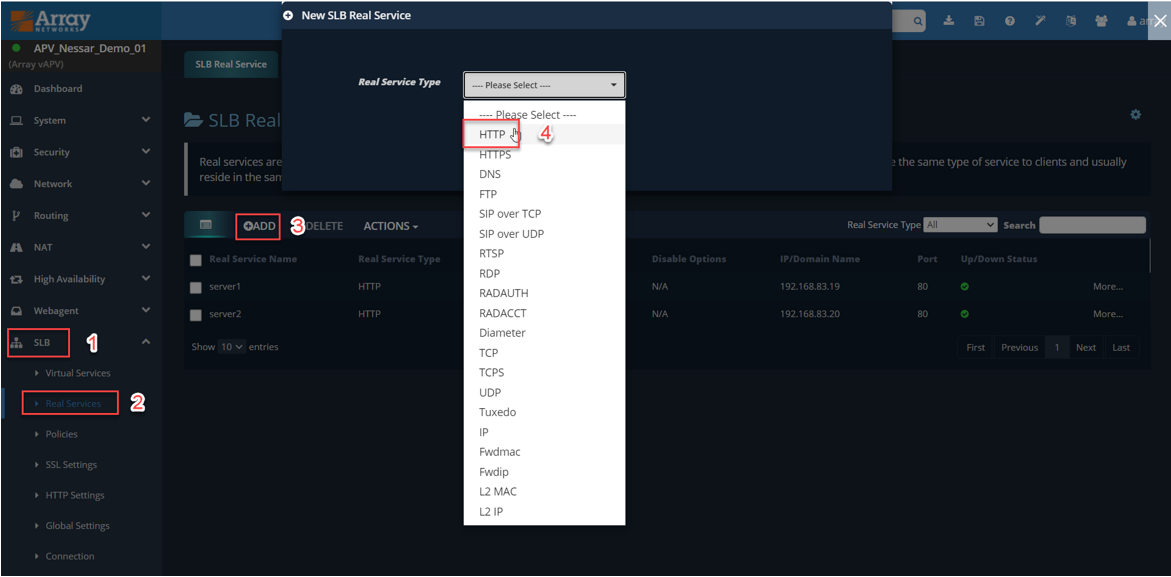 Array
NETWORKS
New SLB Real Service
APV_Nessar_Demo_01
(Array vAPV)
SLB Real Service
Real Service Type
---- Please Select ----
Dashboard
System
Security
Network
Routing
NAT
High Availability
Webagent
SLB
1
Virtual Services
Real Services
2
Policies
SSL Settings
HTTP Settings
Global Settings
Connection
SLB Real
Real services are
e the same type of service to clients and usually
reside in the sam
---- Please Select ----
HTTP
4
HTTPS
DNS
FTP
SIP over TCP
SIP over UDP
RTSP
RDP
RADAUTH
RADACCT
Diameter
TCP
TCPS
UDP
Tuxedo
IP
Fwdmac
Fwdip
L2 MAC
L2 IP
ADD
3
DELETE
ACTIONS
Real Service Type
All
Search
Real Service Name Real Service Type Disable Options IP/Domain Name Port Up/Down Status
server1 HTTP N/A 192.168.83.19 80 More...
server2 HTTP N/A 192.168.83.20 80 More...
Show 10 entries
First Previous 1 Next Last